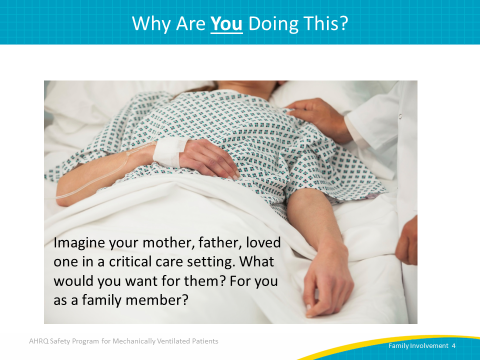 Why Are You Doing This?
Imagine your mother, father, loved
one in a critical care setting. What
would you want for them? For you
as a family member?
AHRQ Safety Program for Mechanically Ventilated Patients
Family Involvement 4